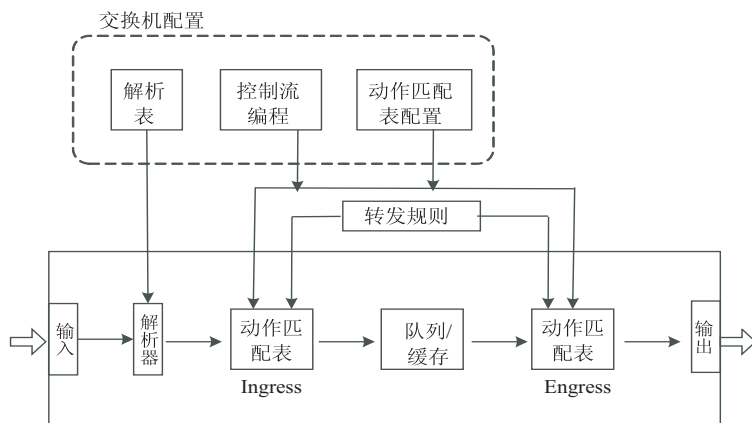 交换机配置
解析
表
控制流
编程
动作匹配
表配置
转发规则
输
入
解
析
器
动作匹
配表
Ingress
队列/
缓存
动作匹
配表
Engress
输
出